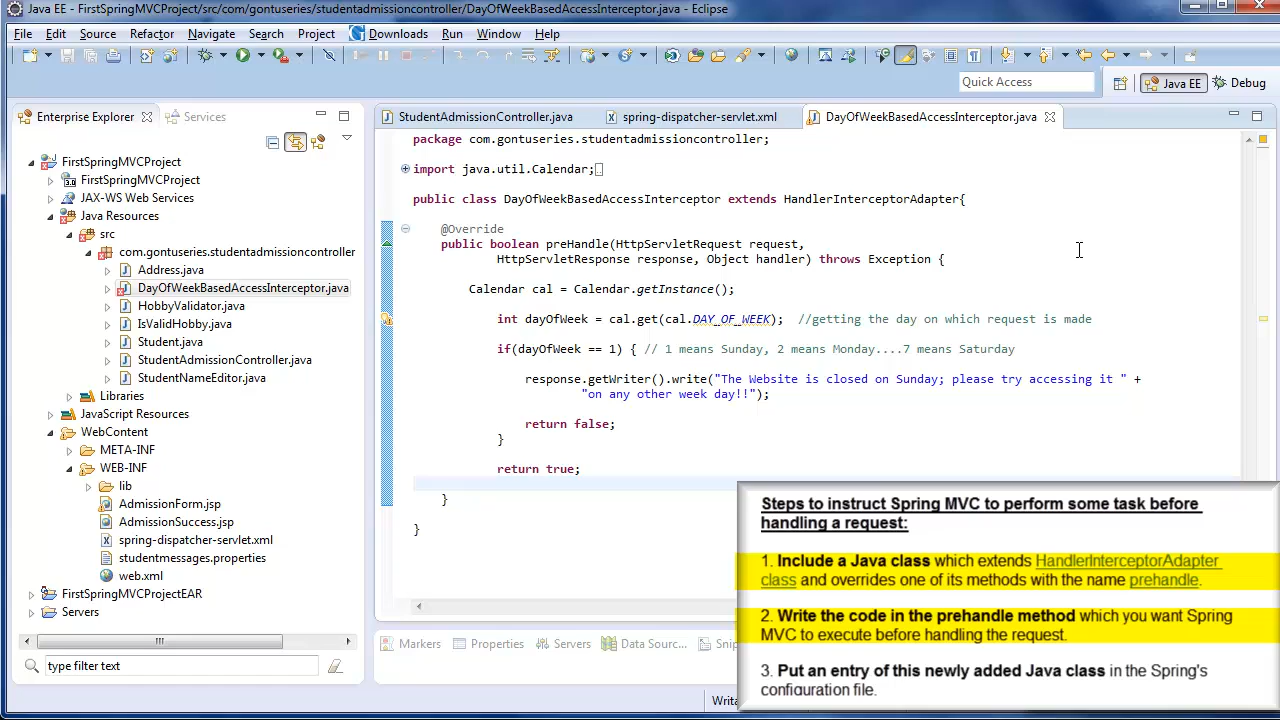 Java EE - FirstSpringMVCProject/src/com/gontuseries/studentadmissioncontroller/DayOfWeekBasedAccessInterceptor.java - Eclipse
File Edit Source Refactor Navigate Search Project Downloads Run Window Help
Quick Access
Java EE
Debug
Enterprise Explorer
Services
FirstSpringMVCProject
FirstSpringMVCProject
JAX-WS Web Services
Java Resources
src
com.gontuseries.studentadmissioncontroller
Address.java
DayOfWeekBasedAccessInterceptor.java
HobbyValidator.java
IsValidHobby.java
Student.java
StudentAdmissionController.java
StudentNameEditor.java
Libraries
JavaScript Resources
WebContent
META-INF
WEB-INF
lib
AdmissionForm.jsp
AdmissionSuccess.jsp
spring-dispatcher-servlet.xml
studentmessages.properties
web.xml
FirstSpringMVCProjectEAR
Servers
type filter text
StudentAdmissionController.java
spring-dispatcher-servlet.xml
DayOfWeekBasedAccessInterceptor.java
package com.gontuseries.studentadmissioncontroller;
import java.util.Calendar;
public class DayOfWeekBasedAccessInterceptor extends HandlerInterceptorAdapter{
@Override
public boolean preHandle(HttpServletRequest request,
HttpServletResponse response, Object handler) throws Exception {
Calendar cal = Calendar.getInstance();
int dayOfWeek = cal.get(cal.DAY_OF_WEEK); //getting the day on which request is made
if(dayOfWeek == 1) { // 1 means Sunday, 2 means Monday....7 means Saturday
response.getWriter().write("The Website is closed on Sunday; please try accessing it " +
"on any other week day!!");
return false;
}
return true;
}
}
Markers
Properties
Servers
Data Sourc...
Snip
Writa
Steps to instruct Spring MVC to perform some task before
handling a request:
1. Include a Java class which extends HandlerInterceptorAdapter
class and overrides one of its methods with the name prehandle.
2. Write the code in the prehandle method which you want Spring
MVC to execute before handling the request.
3. Put an entry of this newly added Java class in the Spring's
configuration file.